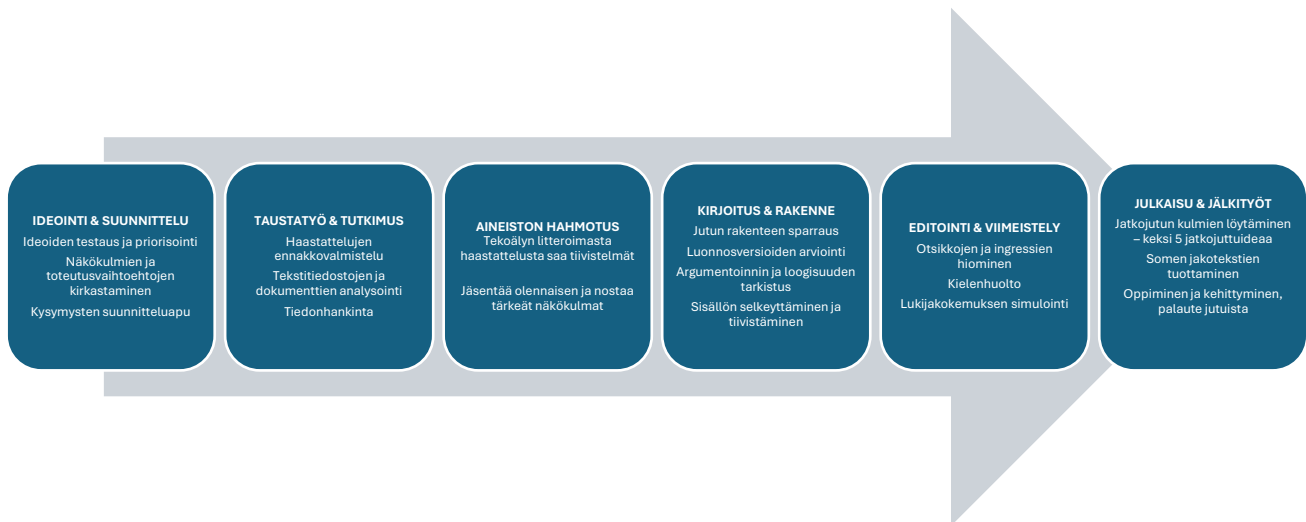 IDEOINTI & SUUNNITTELU
Ideoiden testaus ja priorisointi
Näkökulmien ja
toteutusvaihtoehtojen
kirkastaminen
Kysymysten suunnitteluapu
TAUSTATYÖ & TUTKIMUS
Haastattelujen
ennakkovalmistelu
Tekstitiedostojen ja
dokumenttien analysointi
Tiedonhankinta
AINEISTON HAHMOTUS
Tekoälyn litteroimasta
haastattelusta saa tiivistelmät
Jäsentää olennaisen ja nostaa
tärkeät näkökulmat
KIRJOITUS & RAKENNE
Jutun rakenteen sparraus
Luonnosversioiden arviointi
Argumentoinnin ja loogisuuden
tarkistus
Sisällön selkeyttäminen ja
tiivistäminen
EDITOINTI & VIIMEISTELY
Otsikkojen ja ingressien
hiominen
Kielenhuolto
Lukijakokemuksen simulointi
JULKAISU & JÄLKITYÖT
Jatkojutun kulmien löytäminen
– keksi 5 jatkojuttuideaa
Somen jakotekstien
tuottaminen
Oppiminen ja kehittyminen,
palaute jutuista